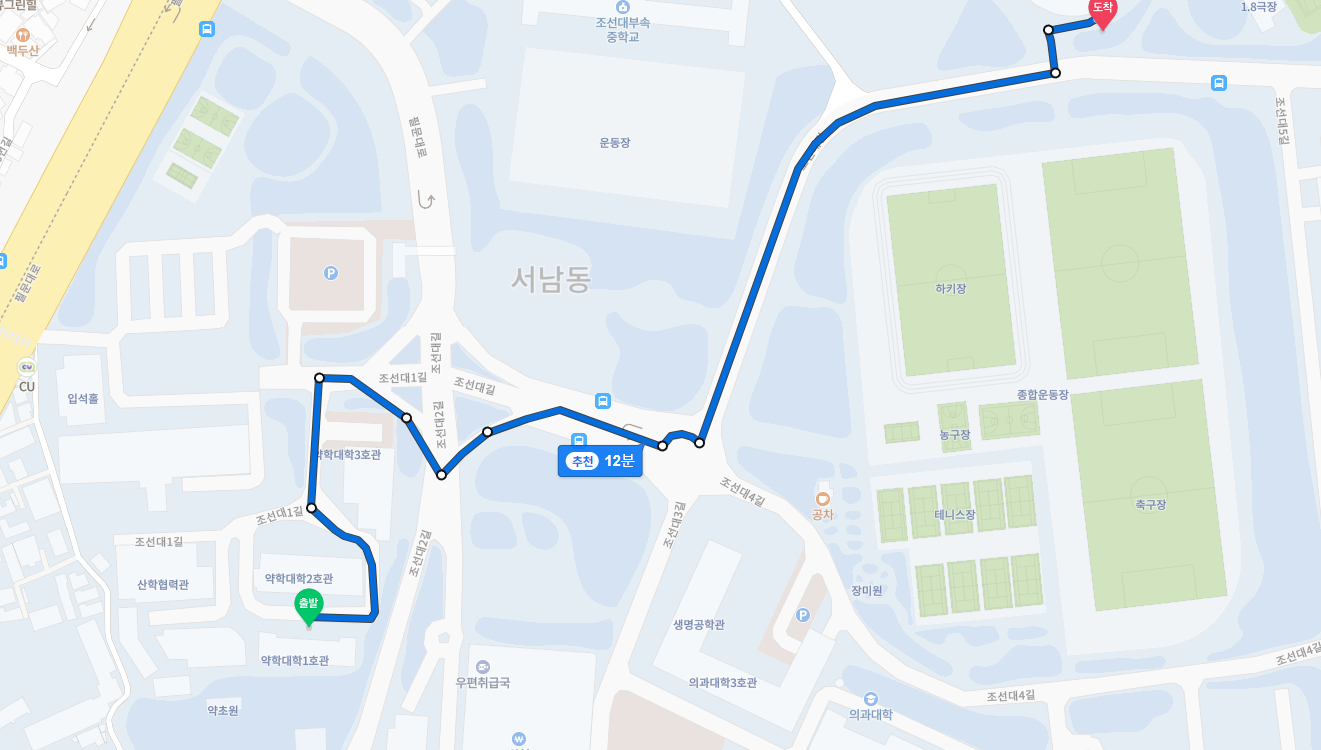 도착
1.8극장
조선대부속
중학교
백두산
운동장
필문대로
조선대5길
서남동
P
하키장
CU
입석홀
조선대길
조선대1길
조선대길
종합운동장
조선대2길
농구장
약학대학3호관
추천 12분
조선대4길
공차
테니스장
축구장
조선대1길
조선대3길
조선대1길
조선대2길
산학협력관
약학대학2호관
장미원
출발
P
생명공학관
약학대학1호관
조선대4길
우편취급국
의과대학3호관
조선대4길
약초원
의과대학